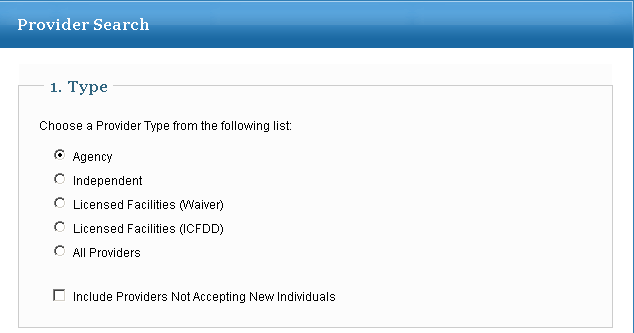 Provider Search
1. Type
Choose a Provider Type from the following list:
Agency
Independent
Licensed Facilities (Waiver)
Licensed Facilities (ICFDD)
All Providers
Include Providers Not Accepting New Individuals